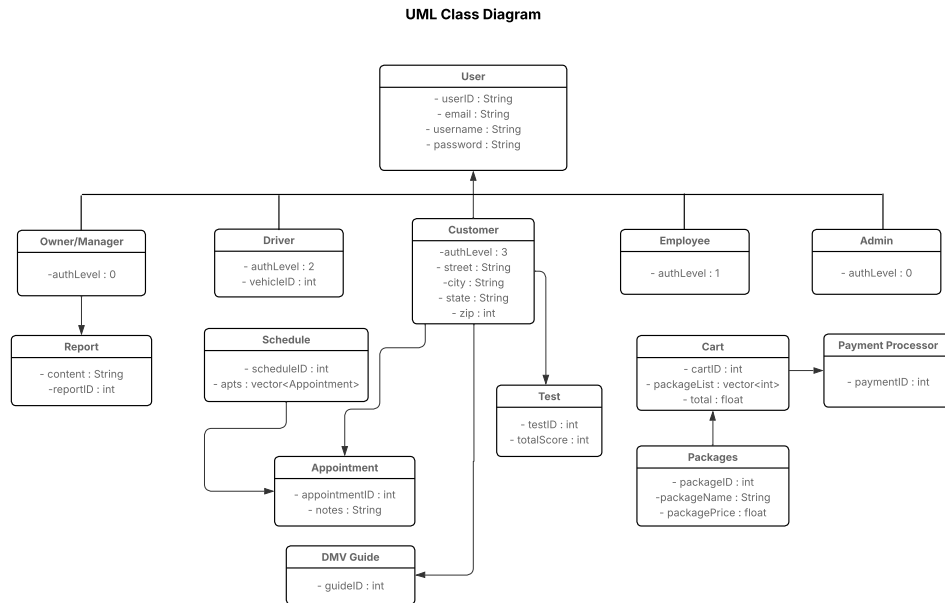 UML Class Diagram
User
- userID : String
- email : String
- username : String
- password : String
Owner/Manager
-authLevel : 0
Driver
- authLevel : 2
- vehicleID : int
Customer
-authLevel : 3
- street : String
-city : String
- state : String
- zip : int
Employee
- authLevel : 1
Admin
- authLevel : 0
Report
- content : String
-reportID : int
Schedule
- scheduleID : int
- apts : vector<Appointment>
Test
- testID : int
- totalScore : int
Cart
- cartID : int
- packageList : vector<int>
- total : float
Payment Processor
- paymentID : int
Appointment
- appointmentID : int
- notes : String
Packages
- packageID : int
-packageName : String
- packagePrice : float
DMV Guide
- guideID : int